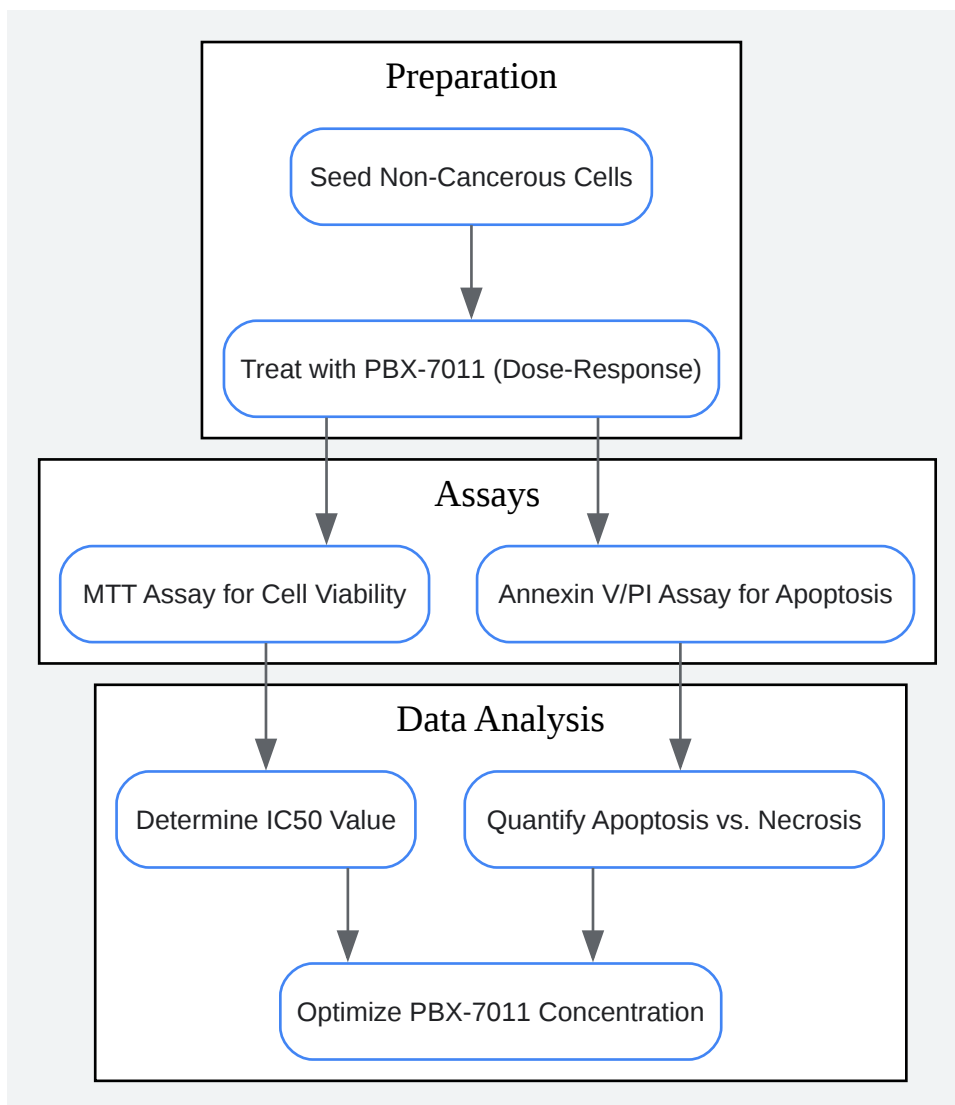 Preparation
Seed Non-Cancerous Cells
Treat with PBX-7011 (Dose-Response)
Assays
MTT Assay for Cell Viability
Annexin V/PI Assay for Apoptosis
Data Analysis
Determine IC50 Value
Quantify Apoptosis vs. Necrosis
Optimize PBX-7011 Concentration